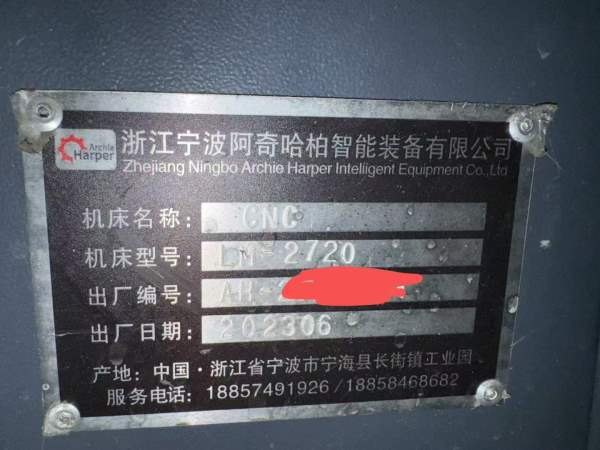 Archie
Harper
浙江宁波阿奇哈柏智能装备有限公司
Zhejiang Ningbo Archie Harper Intelligent Equipment Co.,Ltd
机床名称: CNC
机床型号: LM-2720
出厂编号: AH-2
出厂日期: 202306
产地: 中国·浙江省宁波市宁海县长街镇工业园
服务电话: 18857491926/18858468682